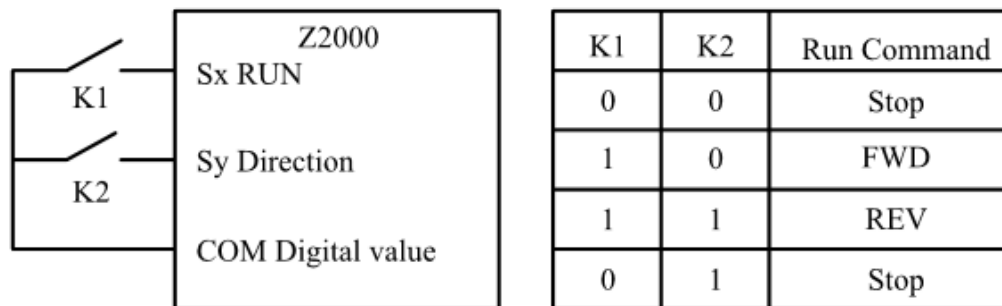 Z2000
Sx RUN
K1
Sy Direction
K2
COM Digital value
K1 K2 Run Command
0 0 Stop
1 0 FWD
1 1 REV
0 1 Stop